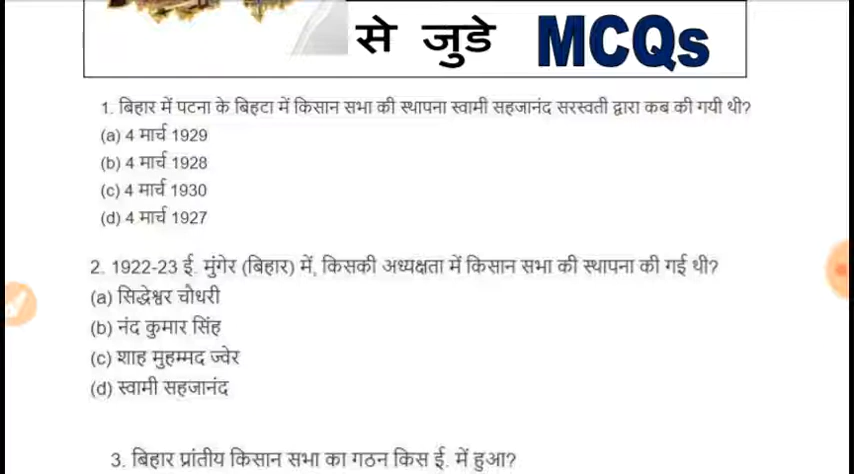 से जुडे MCQs
1. बिहार में पटना के बिहटा में किसान सभा की स्थापना स्वामी सहजानंद सरस्वती द्वारा कब की गयी थी?
(a) 4 मार्च 1929
(b) 4 मार्च 1928
(c) 4 मार्च 1930
(d) 4 मार्च 1927
2. 1922-23 ई. मुंगेर (बिहार) में, किसकी अध्यक्षता में किसान सभा की स्थापना की गई थी?
(a) सिद्धेश्वर चौधरी
(b) नंद कुमार सिंह
(c) शाह मुहम्मद ज्वेर
(d) स्वामी सहजानंद
3. बिहार प्रांतीय किसान सभा का गठन किस ई. में हुआ?